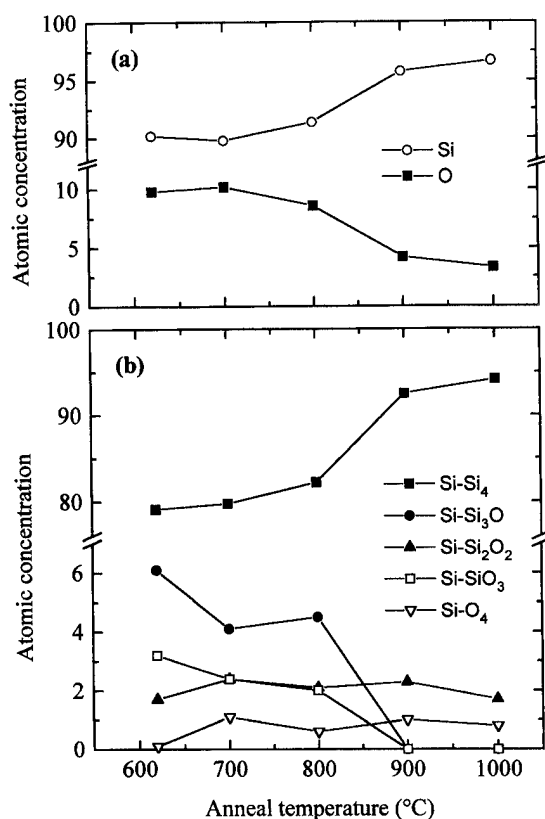 100
(a)
95
90
Si
O
10
5
0
Atomic concentration
100
(b)
90
80
Si-Si4
Si-Si3O
Si-Si2O2
Si-SiO3
Si-O4
6
4
2
0
Atomic concentration
600 700 800 900 1000
Anneal temperature (°C)